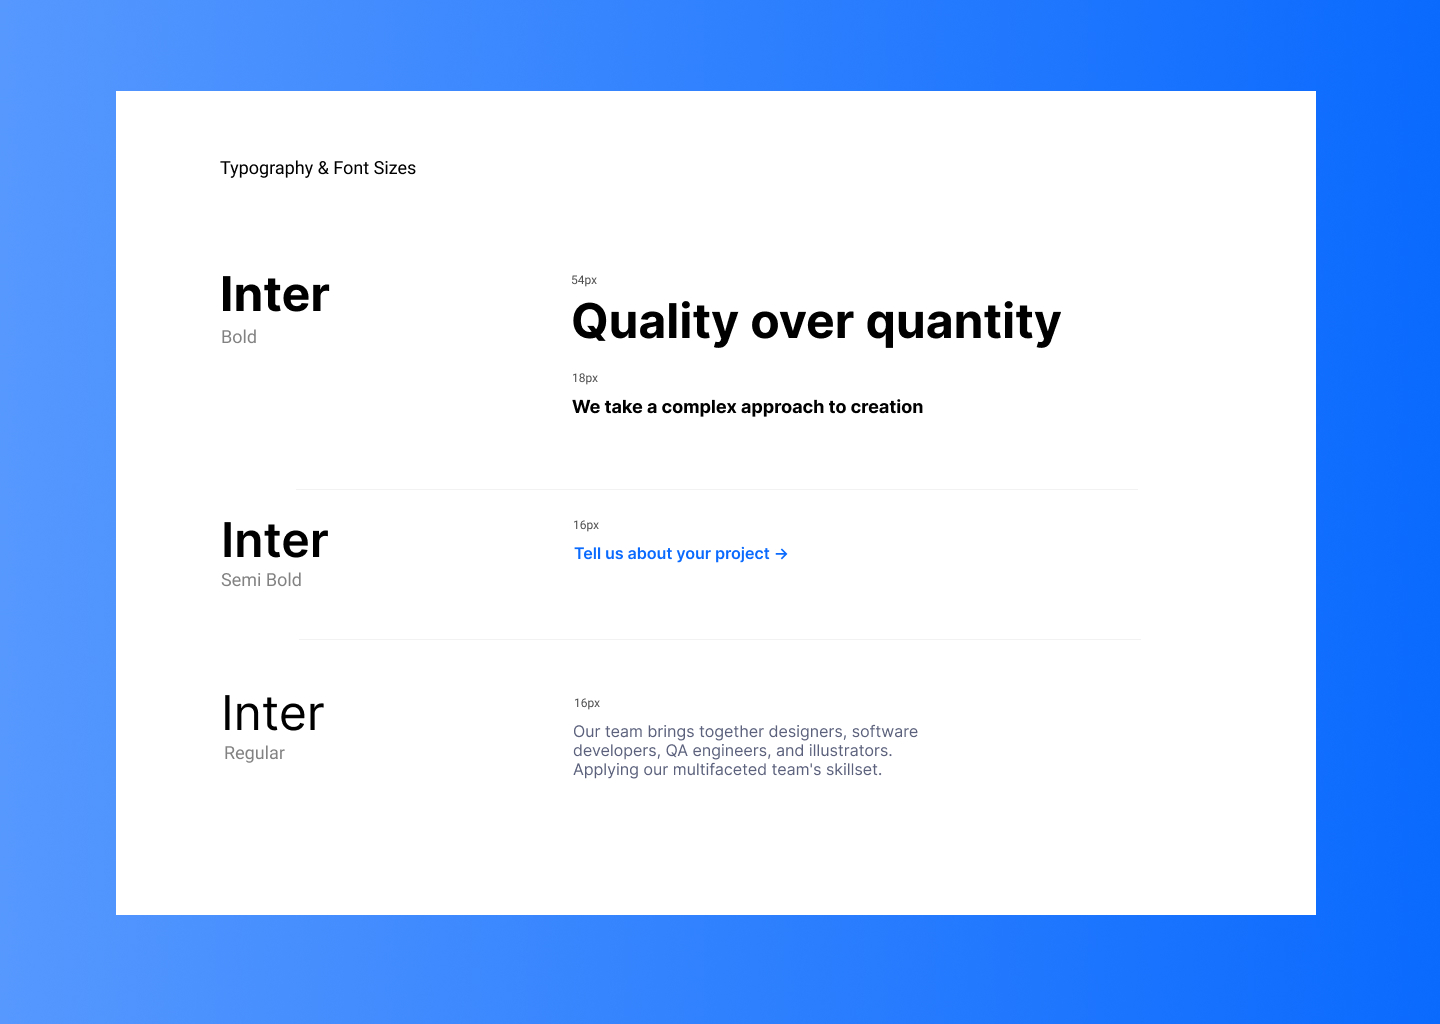 Typography & Font Sizes
Inter
Bold
54px
Quality over quantity
18px
We take a complex approach to creation
Inter
Semi Bold
16px
Tell us about your project →
Inter
Regular
16px
Our team brings together designers, software
developers, QA engineers, and illustrators.
Applying our multifaceted team's skillset.